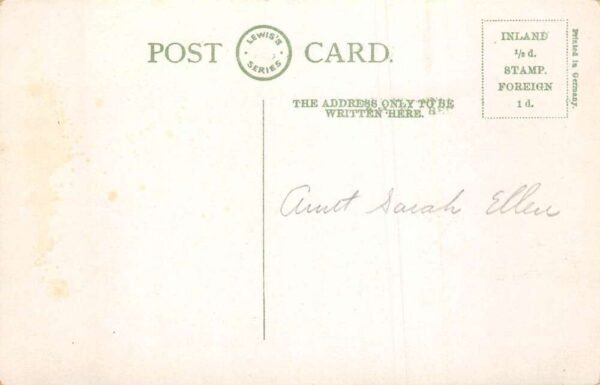 POST CARD.
LEWIS'S SERIES
INLAND
½ d.
STAMP.
FOREIGN
1 d.
Printed in Germany.
THE ADDRESS ONLY TO BE
WRITTEN HERE.
Aunt Sarah Ellen